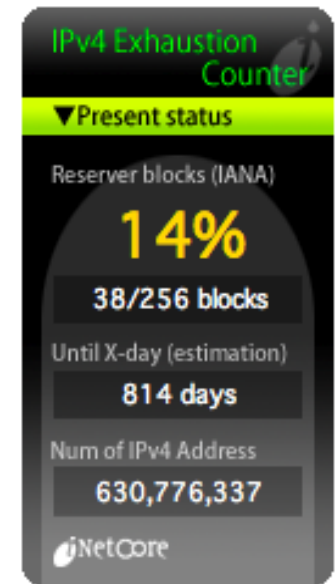 IPv4 Exhaustion
Counter
▼Present status
Reserver blocks (IANA)
14%
38/256 blocks
Until X-day (estimation)
814 days
Num of IPv4 Address
630,776,337
iNetCore